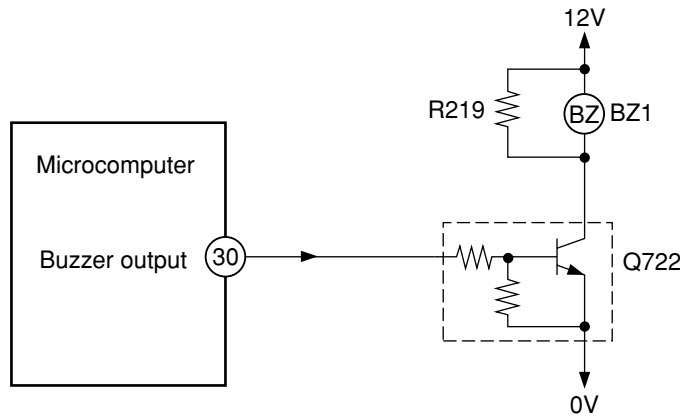 12V
R219
BZ
BZ1
Microcomputer
Buzzer output
30
Q722
0V